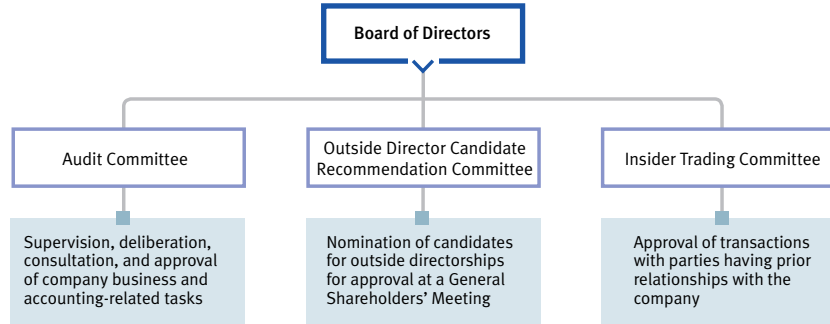 Board of Directors
Audit Committee
Outside Director Candidate
Recommendation Committee
Insider Trading Committee
Supervision, deliberation,
consultation, and approval
of company business and
accounting-related tasks
Nomination of candidates
for outside directorships
for approval at a General
Shareholders’ Meeting
Approval of transactions
with parties having prior
relationships with the
company